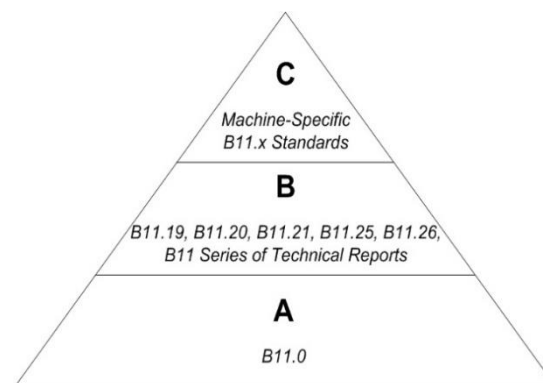 C
Machine-Specific
B11.x Standards
B
B11.19, B11.20, B11.21, B11.25, B11.26,
B11 Series of Technical Reports
A
B11.0